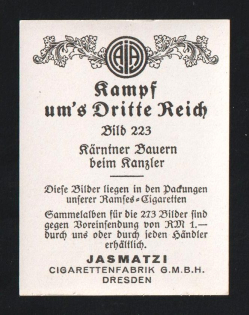 Kampf
um's Dritte Reich
Bild 223
Kärntner Bauern
beim Kanzler
Diese Bilder liegen in den Packungen
unserer Ramses-Cigaretten
Sammelalben für die 273 Bilder sind
gegen Voreinsendung von RM 1.—
durch uns oder durch jeden Händler
erhältlich.
JASMATZI
CIGARETTENFABRIK G.M.B.H.
DRESDEN